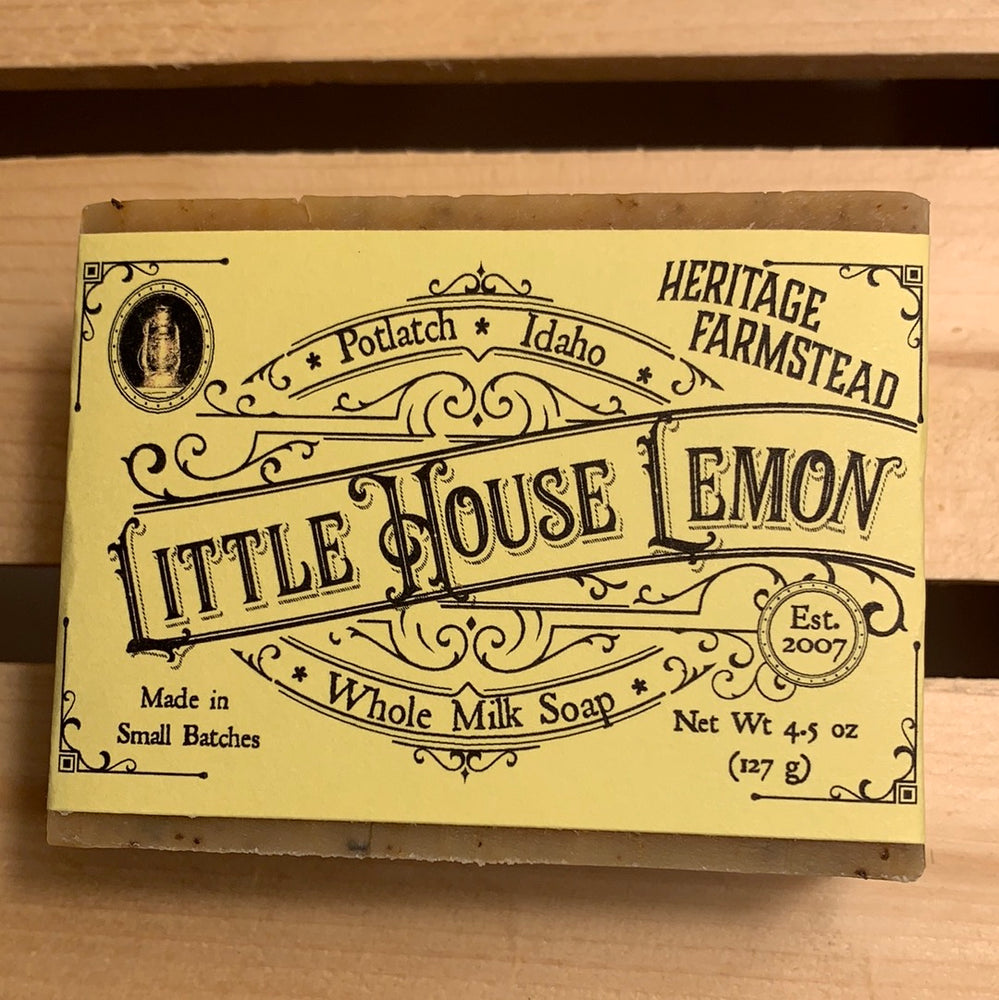 Potlatch * Idaho
HERITAGE
FARMSTEAD
LITTLE HOUSE LEMON
Est.
2007
* Whole Milk Soap *
Made in
Small Batches
Net Wt 4.5 oz
(127 g)